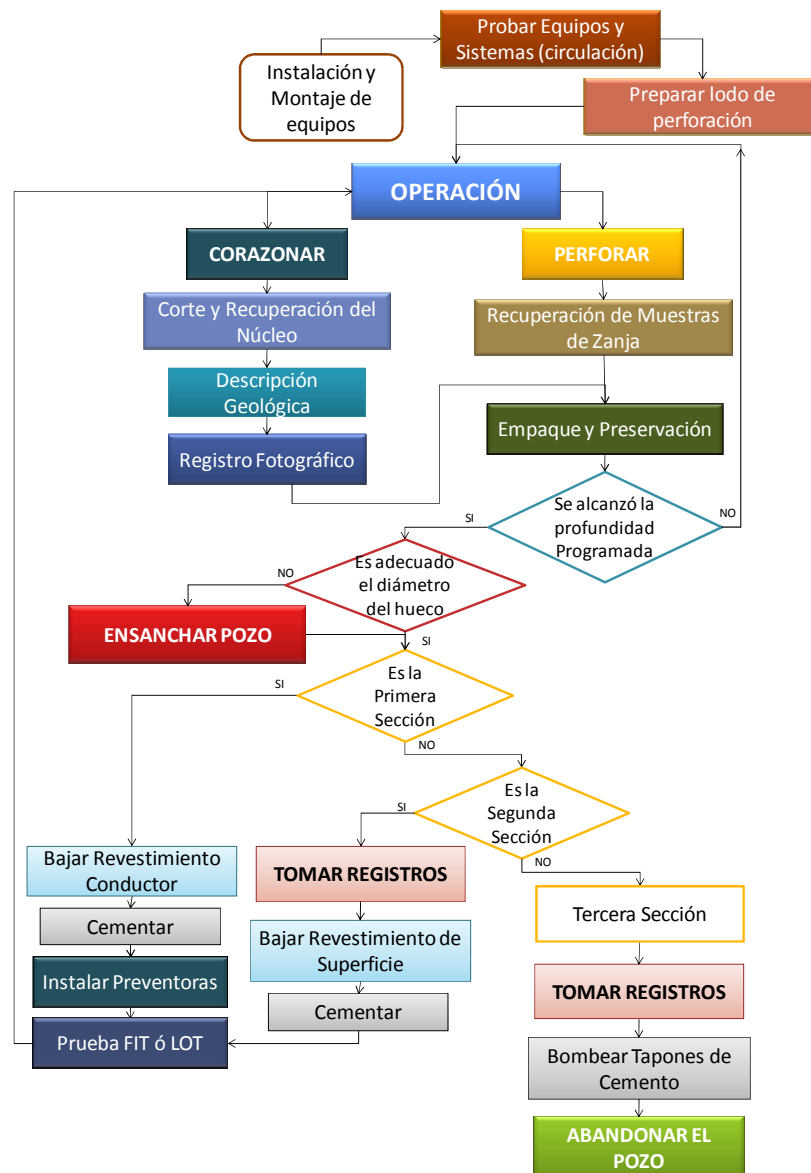 Probar Equipos y
Sistemas (circulación)
Instalación y
Montaje de
equipos
Preparar lodo de
perforación
OPERACIÓN
CORAZONAR
PERFORAR
Corte y Recuperación del
Núcleo
Recuperación de Muestras
de Zanja
Descripción
Geológica
Empaque y Preservación
Registro Fotográfico
Se alcanzó la
profundidad
Programada
SI
NO
Es adecuado
el diámetro
del hueco
NO
SI
ENSANCHAR POZO
Es la
Primera
Sección
SI
NO
Es la
Segunda
Sección
SI
NO
Bajar Revestimiento
Conductor
TOMAR REGISTROS
Tercera Sección
Cementar
Bajar Revestimiento de
Superficie
Instalar Preventoras
TOMAR REGISTROS
Cementar
Prueba FIT ó LOT
Bombear Tapones de
Cemento
ABANDONAR EL
POZO